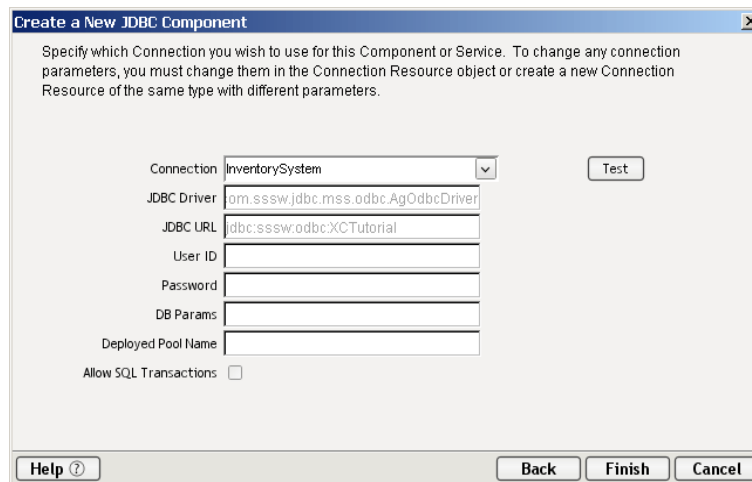 Create a New JDBC Component
Specify which Connection you wish to use for this Component or Service. To change any connection
parameters, you must change them in the Connection Resource object or create a new Connection
Resource of the same type with different parameters.
Connection InventorySystem Test
JDBC Driver om.sssw.jdbc.mss.odbc.AgOdbcDriver
JDBC URL jdbc:sssw:odbc:XCTutorial
User ID
Password
DB Params
Deployed Pool Name
Allow SQL Transactions
Help ? Back Finish Cancel